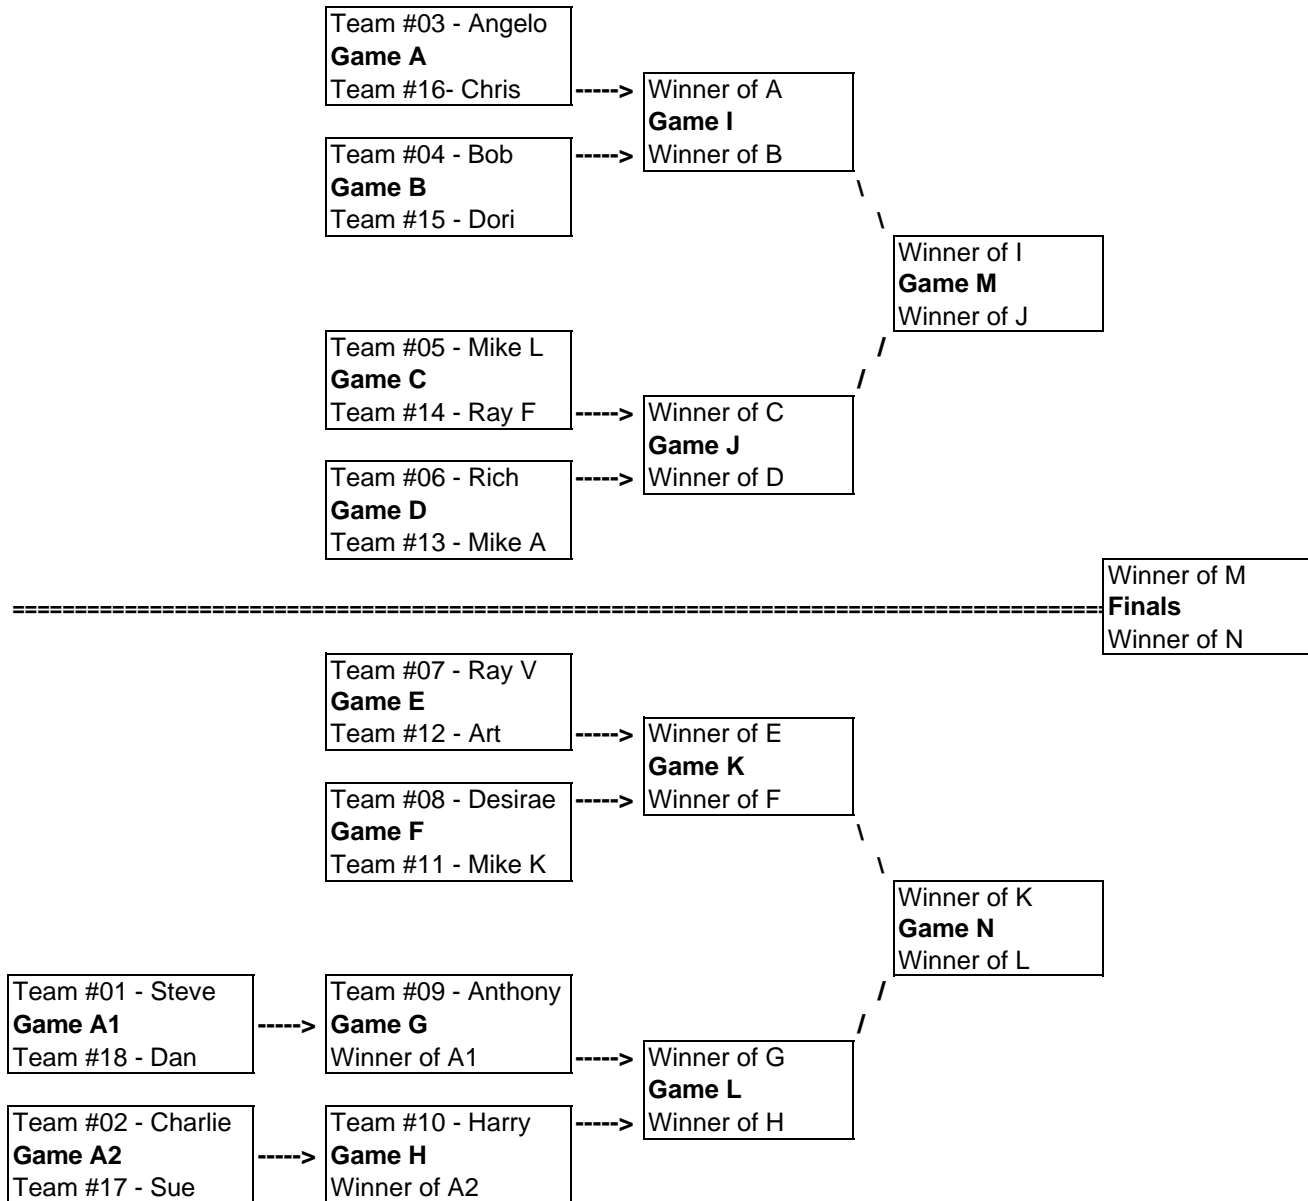 Team #03 - Angelo
Game A
Team #16- Chris
----->
Winner of A
Game I
Winner of B
Team #04 - Bob
----->
Game B
Team #15 - Dori
\
\
Winner of I
Game M
Winner of J
Team #05 - Mike L
Game C
Team #14 - Ray F
/
/
----->
Winner of C
Game J
Winner of D
Team #06 - Rich
----->
Game D
Team #13 - Mike A
Winner of M
Finals
Winner of N
=======================================================================================
Team #07 - Ray V
Game E
Team #12 - Art
----->
Winner of E
Game K
Winner of F
Team #08 - Desirae
----->
Game F
Team #11 - Mike K
\
\
Winner of K
Game N
Winner of L
/
/
Team #01 - Steve
Game A1
Team #18 - Dan
----->
Team #09 - Anthony
Game G
Winner of A1
----->
Winner of G
Game L
Winner of H
Team #02 - Charlie
Game A2
Team #17 - Sue
----->
Team #10 - Harry
----->
Game H
Winner of A2